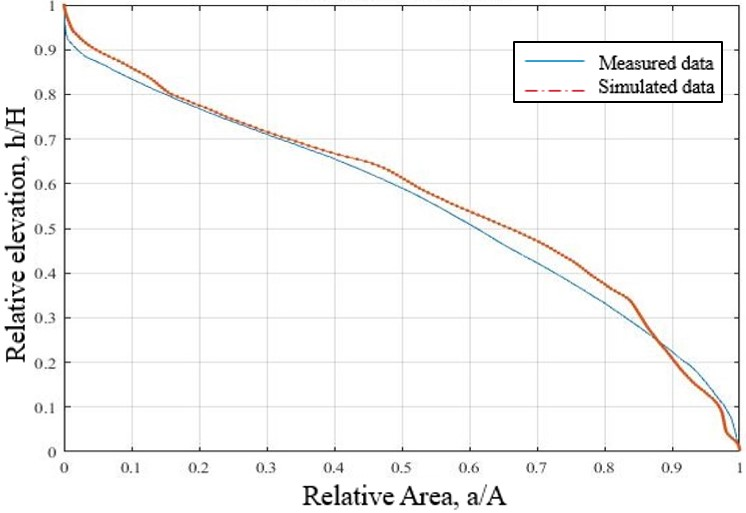 1
0.9
0.8
0.7
0.6
0.5
0.4
0.3
0.2
0.1
0
Relative elevation, h/H
Measured data
Simulated data
0 0.1 0.2 0.3 0.4 0.5 0.6 0.7 0.8 0.9 1
Relative Area, a/A